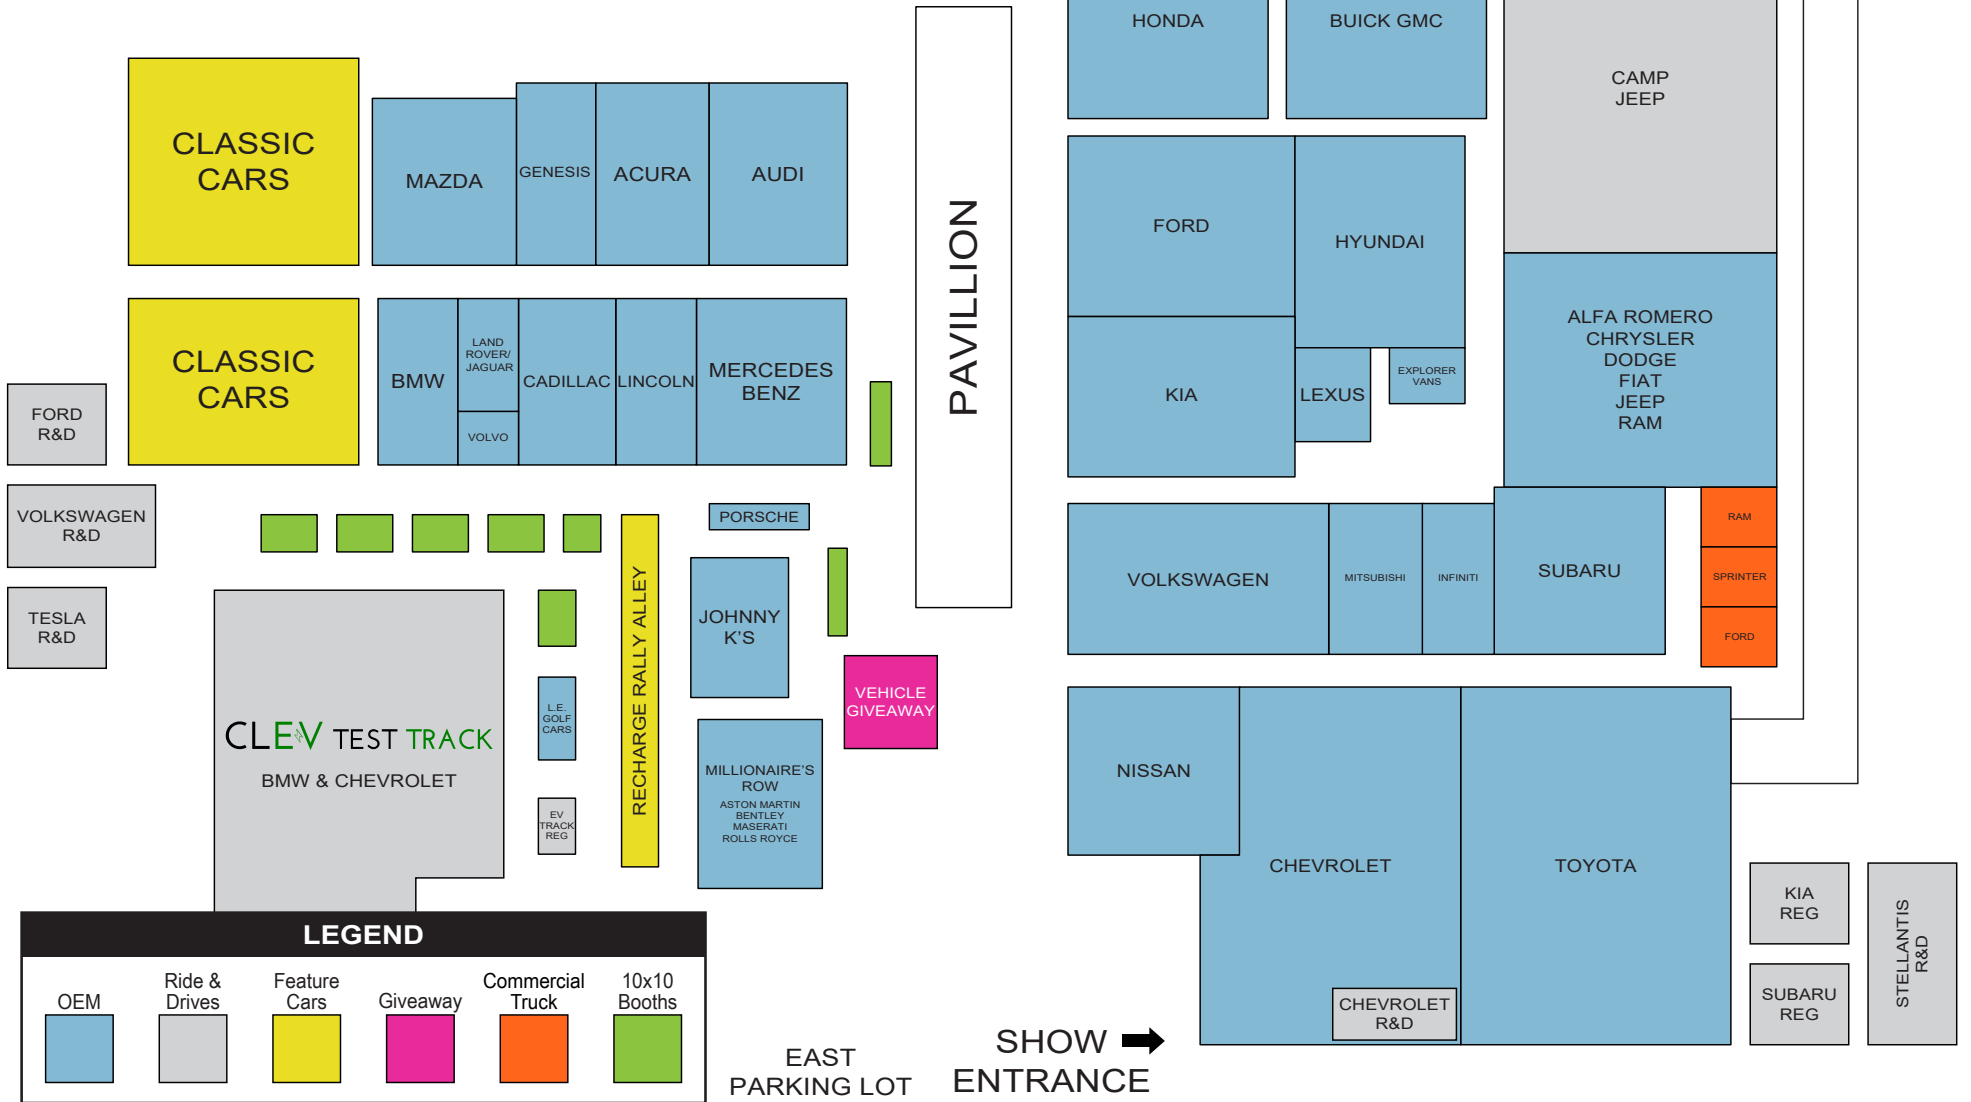 HONDA
BUICK GMC
CAMP
JEEP
CLASSIC
CARS
MAZDA
GENESIS
ACURA
AUDI
PAVILLION
FORD
HYUNDAI
ALFA ROMERO
CHRYSLER
DODGE
FIAT
JEEP
RAM
CLASSIC
CARS
BMW
LAND
ROVER/
JAGUAR
VOLVO
CADILLAC
LINCOLN
MERCEDES
BENZ
KIA
LEXUS
EXPLORER
VANS
FORD
R&D
VOLKSWAGEN
R&D
TESLA
R&D
PORSCHE
JOHNNY
K'S
RECHARGE RALLY ALLEY
VOLKSWAGEN
MITSUBISHI
INFINITI
SUBARU
RAM
SPRINTER
FORD
VEHICLE
GIVEAWAY
L.E.
GOLF
CARS
CLEV TEST TRACK
BMW & CHEVROLET
EV
TRACK
REG
MILLIONAIRE'S
ROW
ASTON MARTIN
BENTLEY
MASERATI
ROLLS ROYCE
NISSAN
CHEVROLET
TOYOTA
KIA
REG
SUBARU
REG
STELLANTIS
R&D
CHEVROLET
R&D
LEGEND
OEM
Ride &
Drives
Feature
Cars
Giveaway
Commercial
Truck
10x10
Booths
EAST
PARKING LOT
SHOW
ENTRANCE